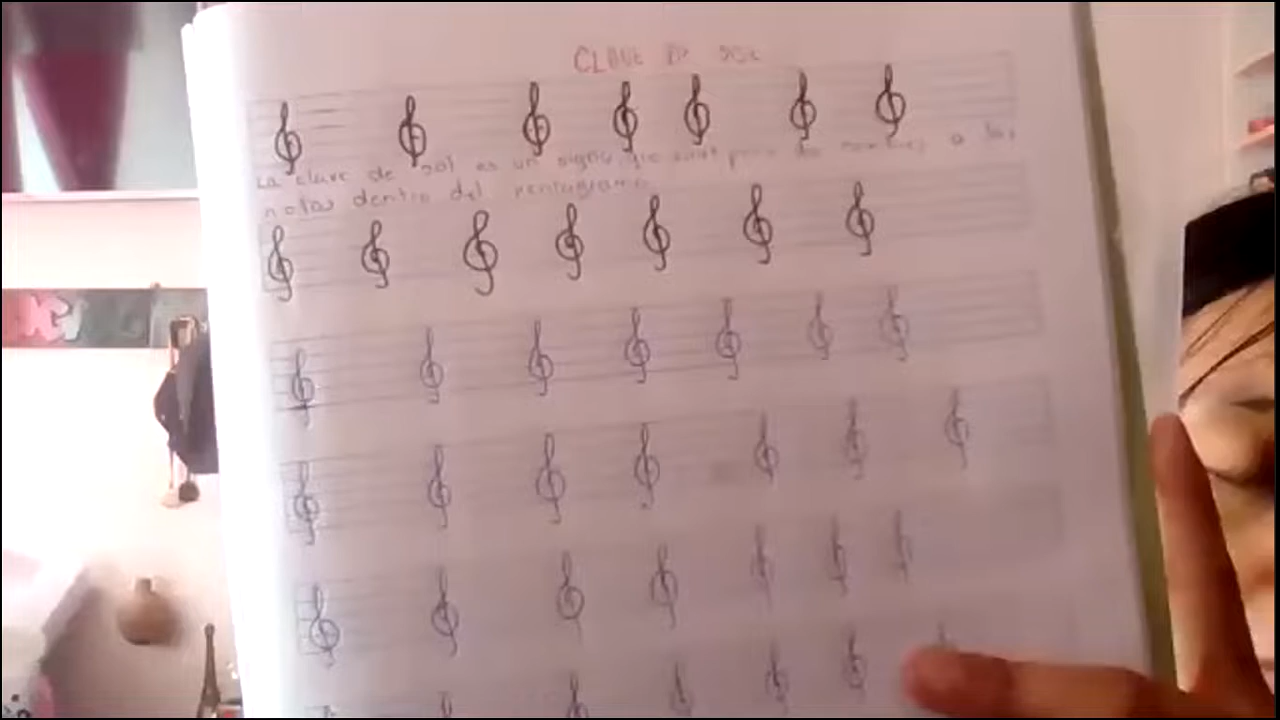 CLAVE DE SOL
La clave de sol es un signo que sirve para dar nombres a las
notas dentro del pentagrama